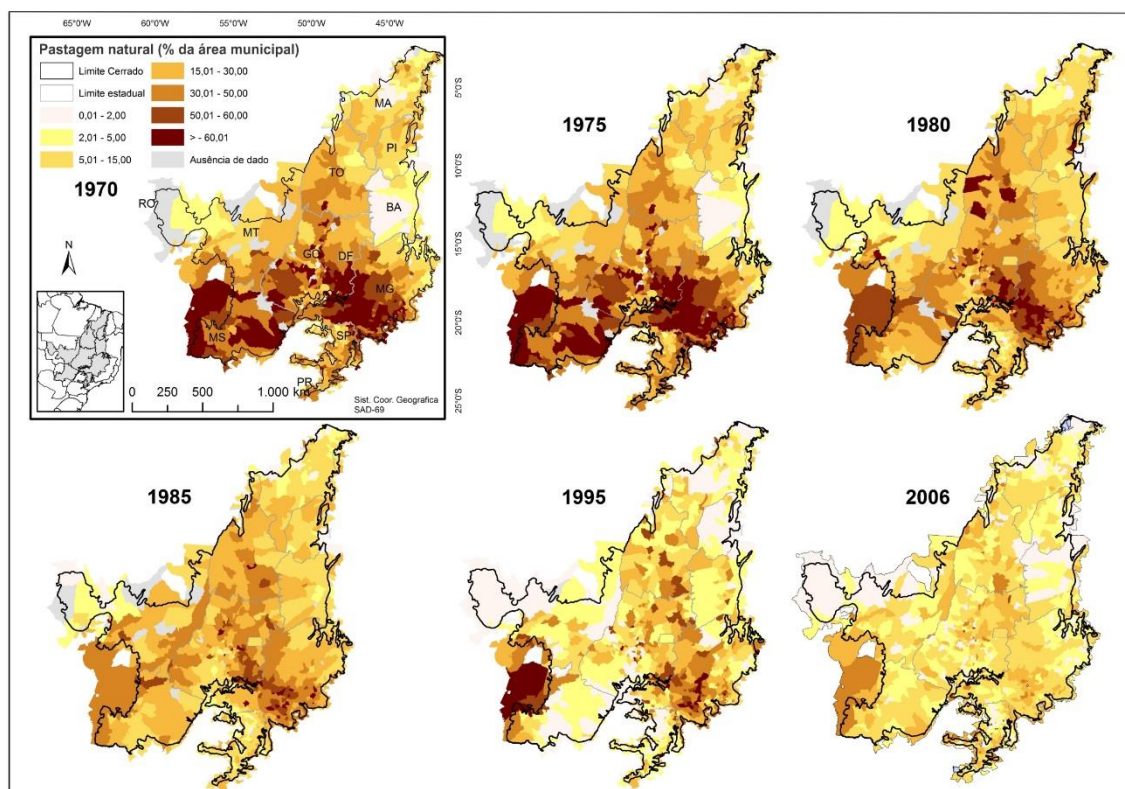 65°0'W 60°0'W 55°0'W 50°0'W 45°0'W
Pastagem natural (% da área municipal)
Limite Cerrado 15,01 - 30,00
Limite estadual 30,01 - 50,00
0,01 - 2,00 50,01 - 60,00
2,01 - 5,00 > - 60,01
5,01 - 15,00 Ausência de dado
1970
5°0'S
10°0'S
15°0'S
20°0'S
25°0'S
MA
PI
TO
BA
RO
MT
GO DF
MG
MS
SP
PR
N
0 250 500 1.000 km
Sist. Coor. Geografica
SAD-69
1975
1980
1985
1995
2006